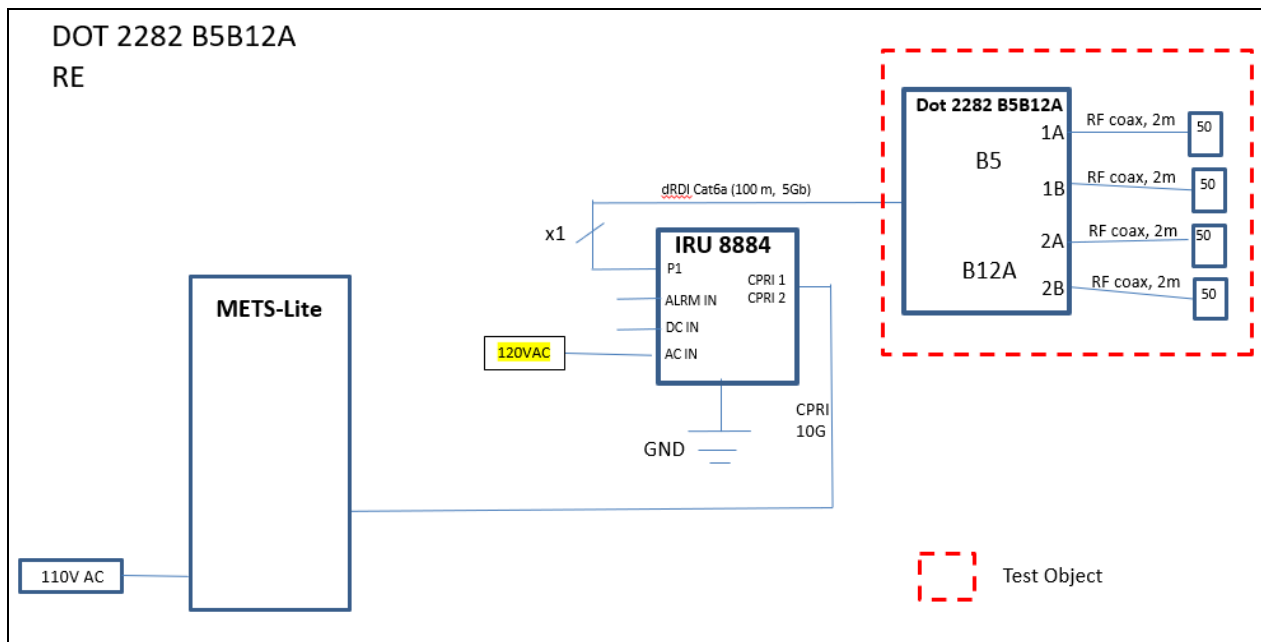 DOT 2282 B5B12A
RE
Dot 2282 B5B12A
1A
RF coax, 2m
50
B5
1B
RF coax, 2m
50
2A
RF coax, 2m
50
B12A
2B
RF coax, 2m
50
dRDI Cat6a (100 m, 5Gb)
x1
IRU 8884
P1
CPRI 1
ALRM IN
CPRI 2
DC IN
AC IN
120VAC
METS-Lite
CPRI
10G
GND
110V AC
Test Object